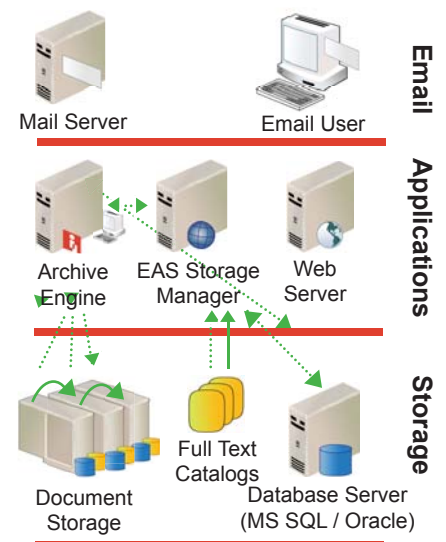 Mail Server
Email User
Email
Archive
Engine
EAS Storage
Manager
Web
Server
Applications
Document
Storage
Full Text
Catalogs
Database Server
(MS SQL / Oracle)
Storage